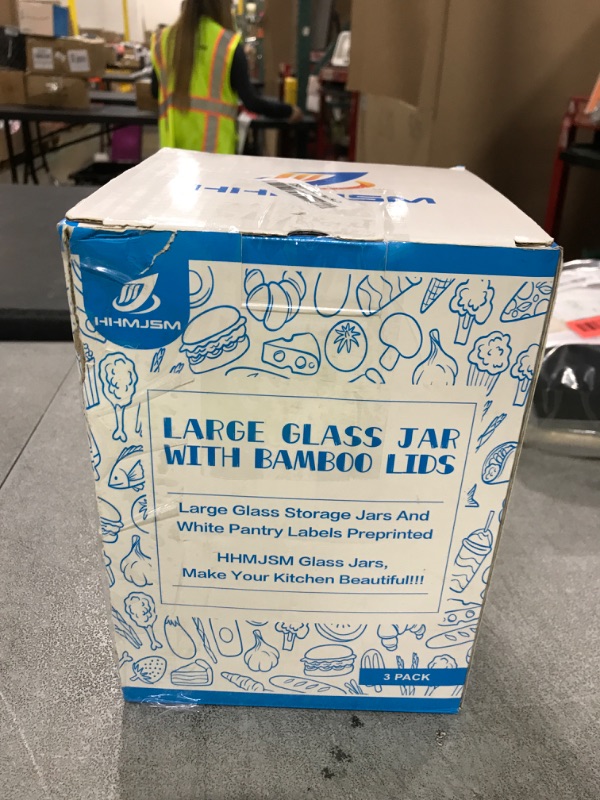 HHMJSM
HHMJSM
LARGE GLASS JAR
WITH BAMBOO LIDS
Large Glass Storage Jars And
White Pantry Labels Preprinted
HHMJSM Glass Jars,
Make Your Kitchen Beautiful!!!
3 PACK